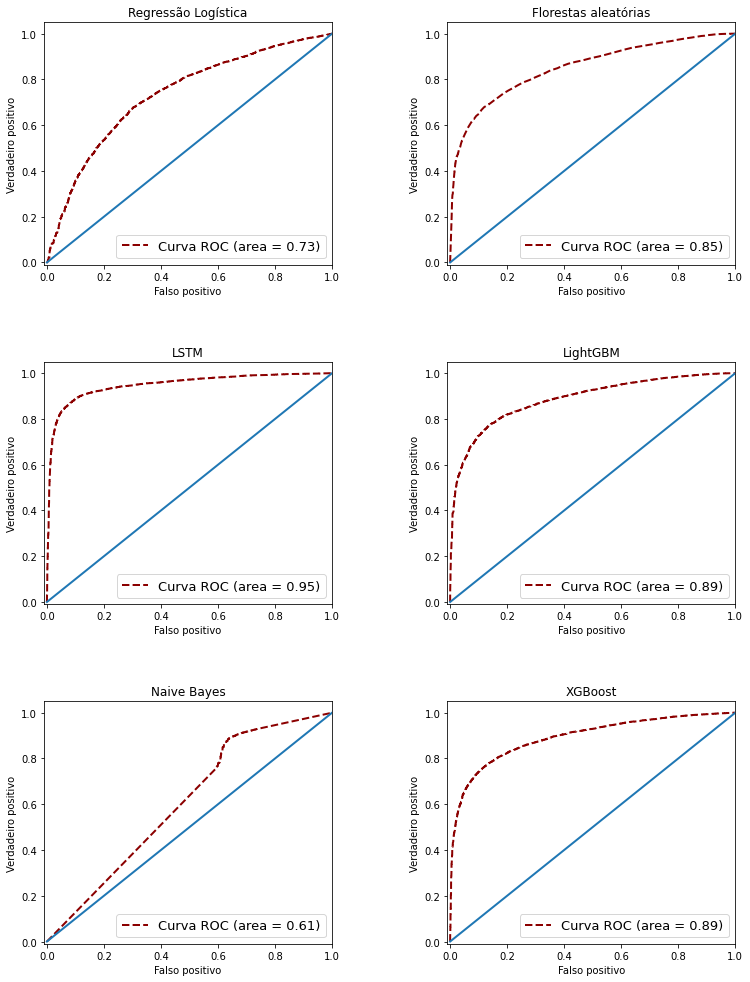 Regressão Logística
1.0
0.8
0.6
0.4
0.2
0.0
Verdadeiro positivo
Curva ROC (area = 0.73)
0.0 0.2 0.4 0.6 0.8 1.0
Falso positivo
Florestas aleatórias
1.0
0.8
0.6
0.4
0.2
0.0
Verdadeiro positivo
Curva ROC (area = 0.85)
0.0 0.2 0.4 0.6 0.8 1.0
Falso positivo
LSTM
1.0
0.8
0.6
0.4
0.2
0.0
Verdadeiro positivo
Curva ROC (area = 0.95)
0.0 0.2 0.4 0.6 0.8 1.0
Falso positivo
LightGBM
1.0
0.8
0.6
0.4
0.2
0.0
Verdadeiro positivo
Curva ROC (area = 0.89)
0.0 0.2 0.4 0.6 0.8 1.0
Falso positivo
Naive Bayes
1.0
0.8
0.6
0.4
0.2
0.0
Verdadeiro positivo
Curva ROC (area = 0.61)
0.0 0.2 0.4 0.6 0.8 1.0
Falso positivo
XGBoost
1.0
0.8
0.6
0.4
0.2
0.0
Verdadeiro positivo
Curva ROC (area = 0.89)
0.0 0.2 0.4 0.6 0.8 1.0
Falso positivo